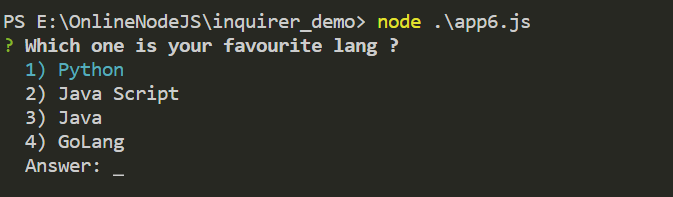 PS E:\OnlineNodeJS\inquirer_demo> node .\app6.js
? Which one is your favourite lang ?
1) Python
2) Java Script
3) Java
4) GoLang
Answer: _